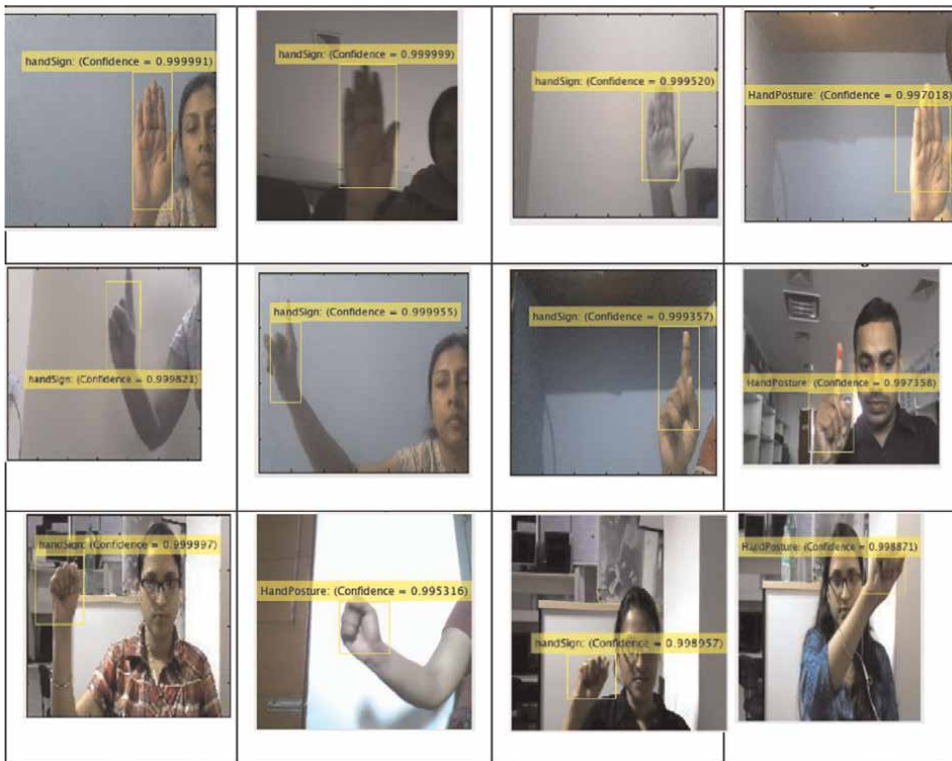 handSign: (Confidence = 0.999991)
handSign: (Confidence = 0.999999)
handSign: (Confidence = 0.999520)
HandPosture: (Confidence = 0.997018)
handSign: (Confidence = 0.999821)
handSign: (Confidence = 0.999955)
handSign: (Confidence = 0.999357)
HandPosture: (Confidence = 0.997358)
handSign: (Confidence = 0.999997)
HandPosture: (Confidence = 0.995316)
handSign: (Confidence = 0.998957)
HandPosture: (Confidence = 0.998871)